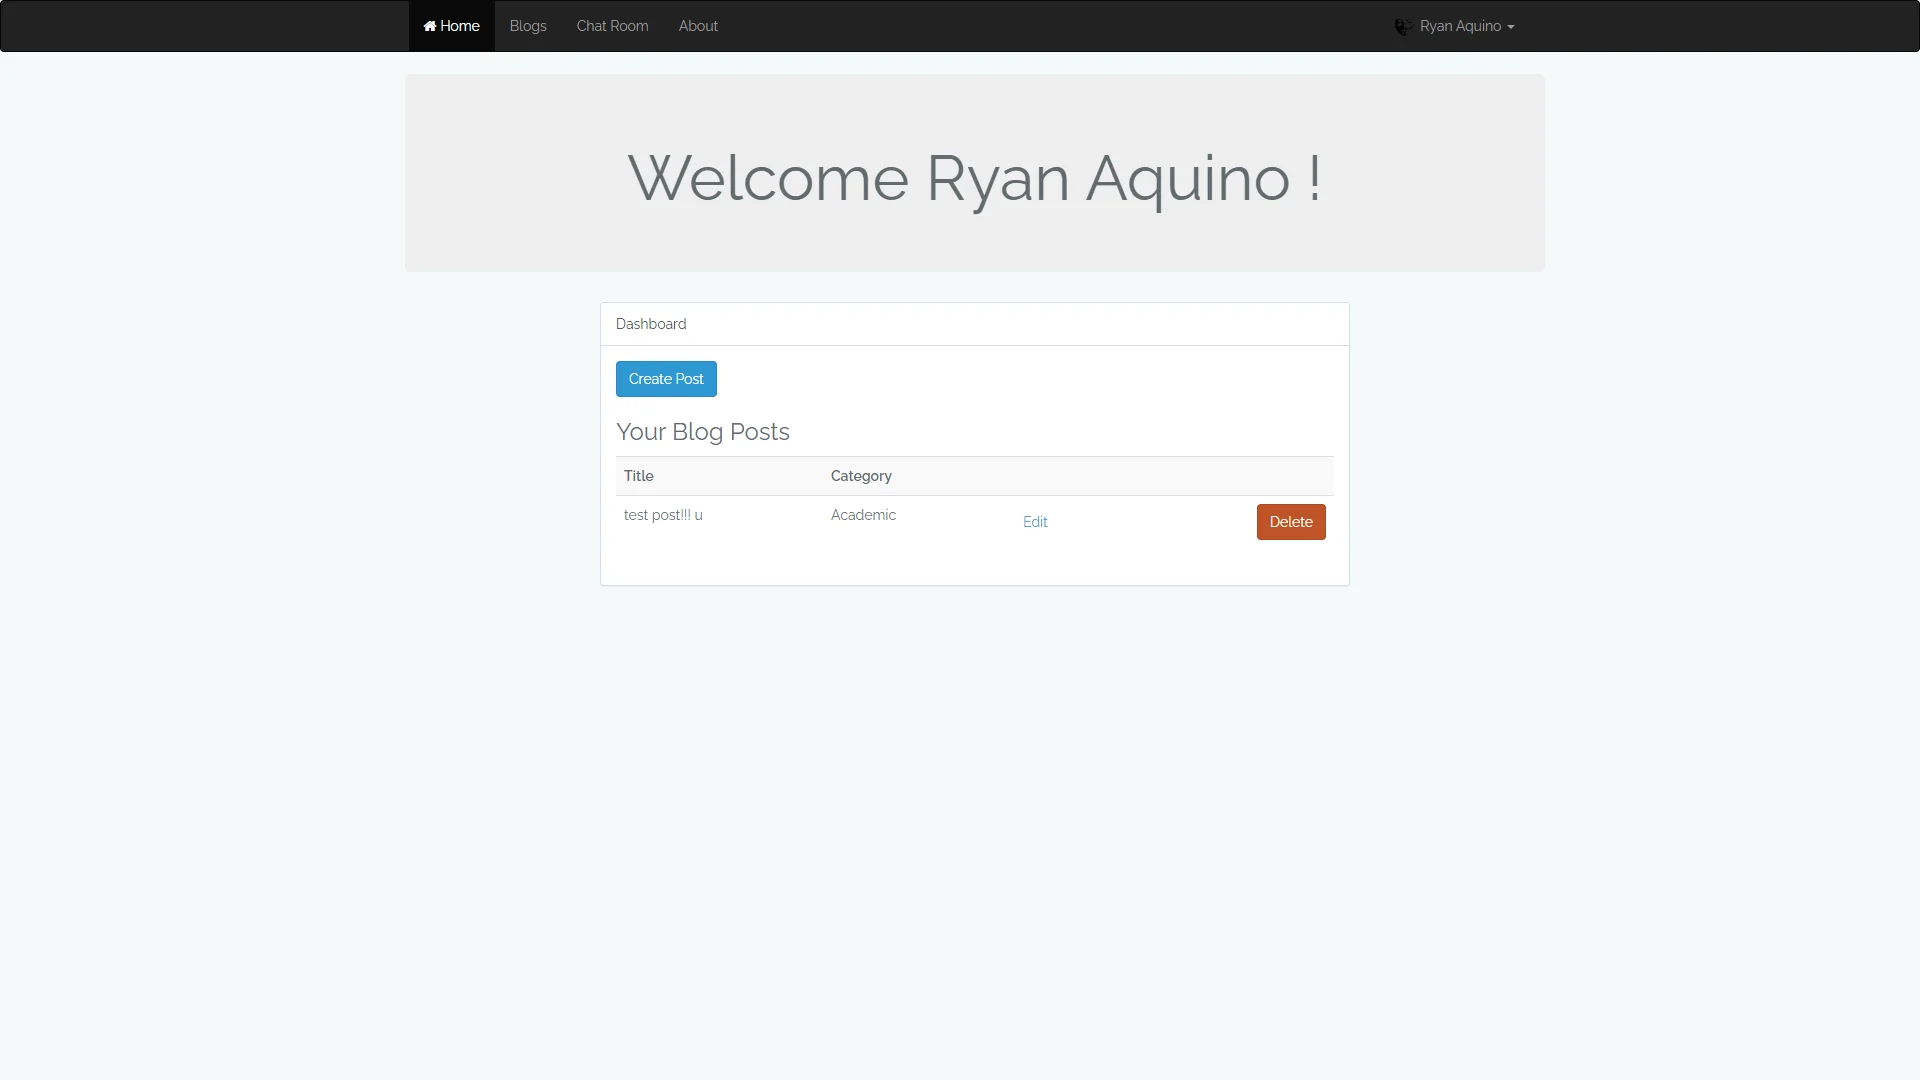 Home Blogs Chat Room About Ryan Aquino
Welcome Ryan Aquino !
Dashboard
Create Post
Your Blog Posts
Title Category
test post!!! u Academic Edit Delete